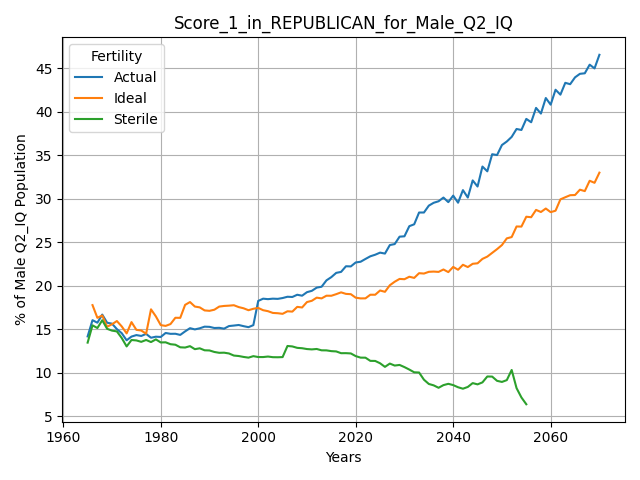 Score_1_in_REPUBLICAN_for_Male_Q2_IQ
Fertility
Actual
Ideal
Sterile
% of Male Q2_IQ Population
45
40
35
30
25
20
15
10
5
1960 1980 2000 2020 2040 2060
Years